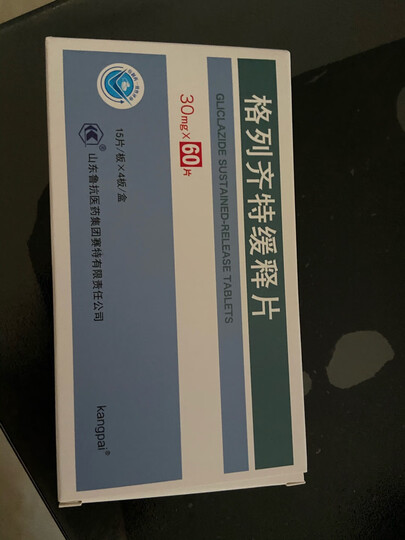 格列齐特缓释片
GLICLAZIDE SUSTAINED-RELEASE TABLETS
30mg×60片
15片/板×4板/盒
山东鲁抗医药集团赛特有限责任公司
kangpai®